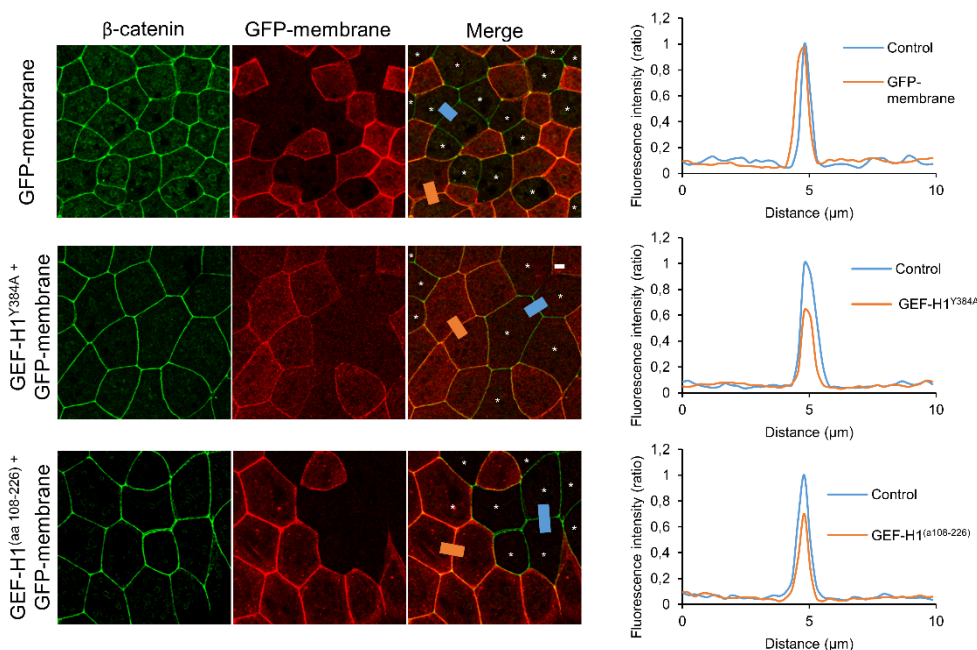 β-catenin GFP-membrane Merge
GFP-membrane
* * * * * * * * * * * * * * * *
Fluorescence intensity (ratio)
1,2
1
0,8
0,6
0,4
0,2
0
0 5 10
Distance (µm)
Control
GFP-
membrane
GEF-H1Y384A +
GFP-membrane
* * * * * * * *
Fluorescence intensity (ratio)
1,2
1
0,8
0,6
0,4
0,2
0
0 5 10
Distance (µm)
Control
GEF-H1Y384A
GEF-H1(aa 108-226) +
GFP-membrane
* * * * * * * * *
Fluorescence intensity (ratio)
1,2
1
0,8
0,6
0,4
0,2
0
0 5 10
Distance (µm)
Control
GEF-H1(a108-226)